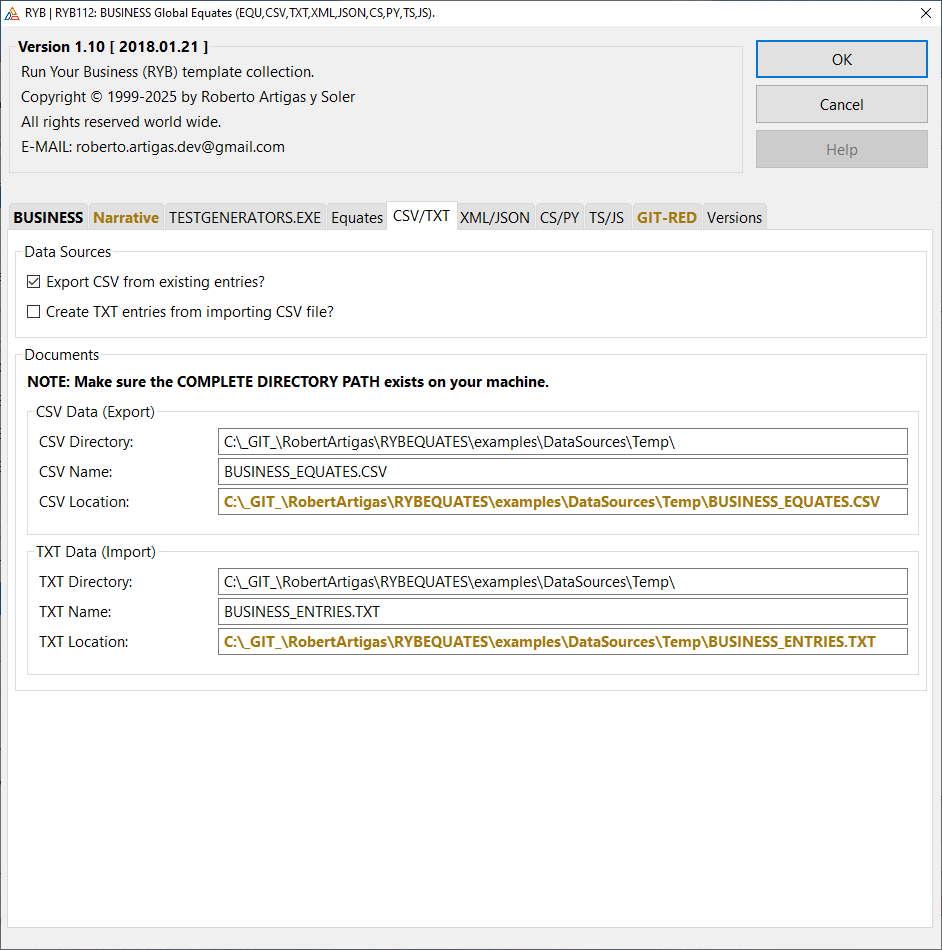 RYB | RYB112: BUSINESS Global Equates (EQU,CSV,TXT,XML,JSON,CS,PY,TS,JS).
Version 1.10 [ 2018.01.21 ]
Run Your Business (RYB) template collection.
Copyright © 1999-2025 by Roberto Artigas y Soler
All rights reserved world wide.
E-MAIL: roberto.artigas.dev@gmail.com
OK
Cancel
Help
BUSINESS Narrative TESTGENERATORS.EXE Equates CSV/TXT XML/JSON CS/PY TS/JS GIT-RED Versions
Data Sources
Export CSV from existing entries?
Create TXT entries from importing CSV file?
Documents
NOTE: Make sure the COMPLETE DIRECTORY PATH exists on your machine.
CSV Data (Export)
CSV Directory: C:\_GIT_\RobertArtigas\RYBEQUATES\examples\DataSources\Temp\
CSV Name: BUSINESS_EQUATES.CSV
CSV Location: C:\_GIT_\RobertArtigas\RYBEQUATES\examples\DataSources\Temp\BUSINESS_EQUATES.CSV
TXT Data (Import)
TXT Directory: C:\_GIT_\RobertArtigas\RYBEQUATES\examples\DataSources\Temp\
TXT Name: BUSINESS_ENTRIES.TXT
TXT Location: C:\_GIT_\RobertArtigas\RYBEQUATES\examples\DataSources\Temp\BUSINESS_ENTRIES.TXT